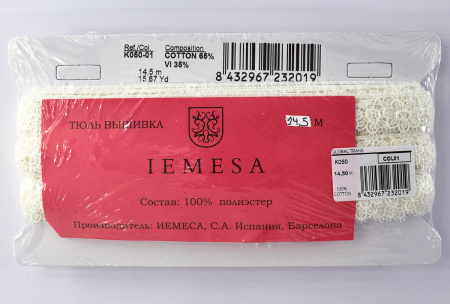 Ref./Col. Composition
K050-01 COTTON 65%
VI 35%
14,5 m
15.87 Yd
8 432967 232019
ТЮЛЬ ВЫШИВКА 14,5 М
IEMESA
Состав: 100% полиэстер
Производитель: ИЕМЕСА, С.А. Испания, Барселона
GLOBAL TRANS
K050 COL01
14,50 M
100%
COTTON
8 432967 232019